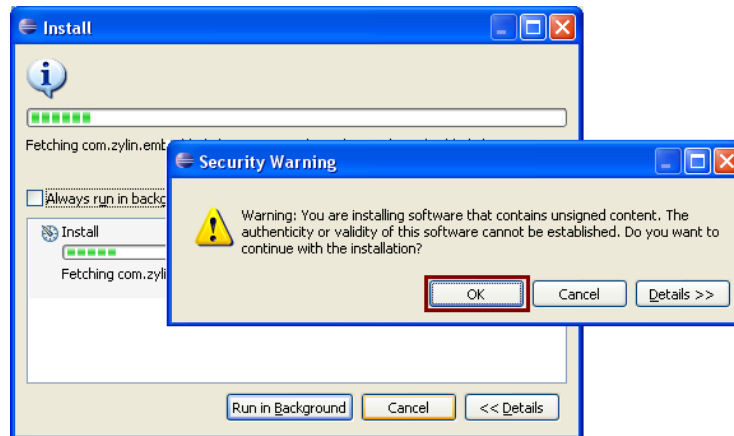 Install
Fetching com.zylin.emb
Security Warning
Always run in backg
Warning: You are installing software that contains unsigned content. The
authenticity or validity of this software cannot be established. Do you want to
continue with the installation?
Install
Fetching com.zyli
OK Cancel Details >>
Run in Background Cancel << Details